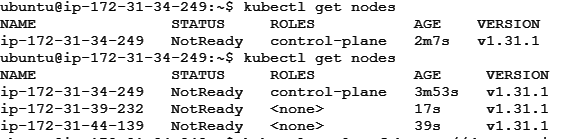 ubuntu@ip-172-31-34-249:~$ kubectl get nodes
NAME STATUS ROLES AGE VERSION
ip-172-31-34-249 NotReady control-plane 2m7s v1.31.1
ubuntu@ip-172-31-34-249:~$ kubectl get nodes
NAME STATUS ROLES AGE VERSION
ip-172-31-34-249 NotReady control-plane 3m53s v1.31.1
ip-172-31-39-232 NotReady <none> 17s v1.31.1
ip-172-31-44-139 NotReady <none> 39s v1.31.1